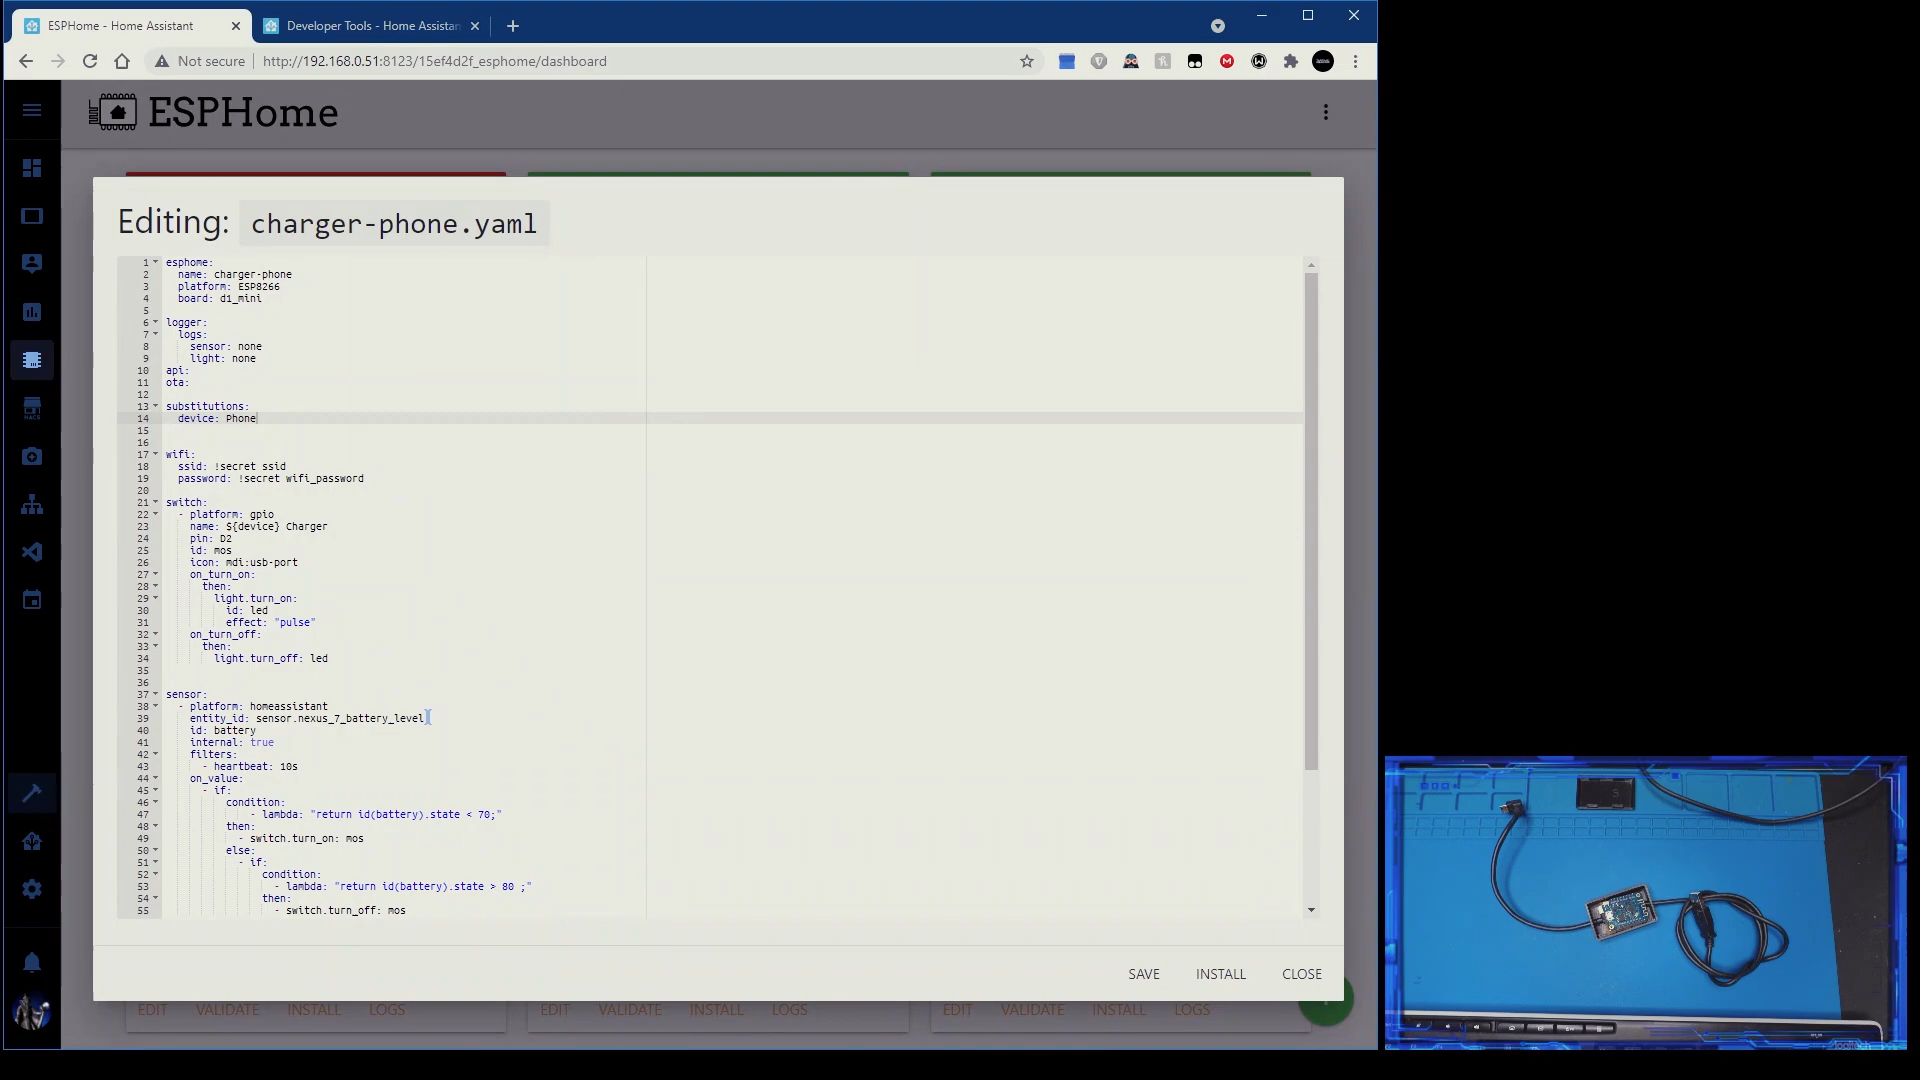 ESPHome - Home Assistant
Developer Tools - Home Assistan
Not secure
http://192.168.0.51:8123/15ef4d2f_esphome/dashboard
ESPHome
Editing: charger-phone.yaml
1 esphome:
2 name: charger-phone
3 platform: ESP8266
4 board: d1_mini
5
6 logger:
7 logs:
8 sensor: none
9 light: none
10 api:
11 ota:
12
13 substitutions:
14 device: Phone
15
16
17 wifi:
18 ssid: !secret ssid
19 password: !secret wifi_password
20
21 switch:
22 - platform: gpio
23 name: ${device} Charger
24 pin: D2
25 id: mos
26 icon: mdi:usb-port
27 on_turn_on:
28 then:
29 light.turn_on:
30 id: led
31 effect: "pulse"
32 on_turn_off:
33 then:
34 light.turn_off: led
35
36
37 sensor:
38 - platform: homeassistant
39 entity_id: sensor.nexus_7_battery_level
40 id: battery
41 internal: true
42 filters:
43 - heartbeat: 10s
44 on_value:
45 - if:
46 condition:
47 - lambda: "return id(battery).state < 70;"
48 then:
49 - switch.turn_on: mos
50 else:
51 - if:
52 condition:
53 - lambda: "return id(battery).state > 80 ;"
54 then:
55 - switch.turn_off: mos
SAVE INSTALL CLOSE
EDIT VALIDATE INSTALL LOGS EDIT VALIDATE INSTALL LOGS EDIT VALIDATE INSTALL LOGS
HACS